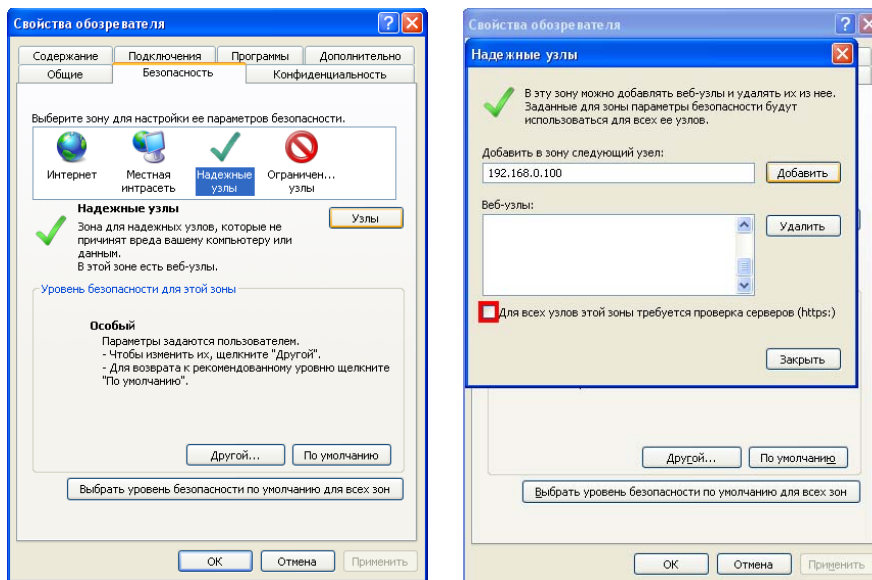 Свойства обозревателя
Содержание Подключения Программы Дополнительно
Общие Безопасность Конфиденциальность
Выберите зону для настройки ее параметров безопасности.
Интернет
Местная
интрасеть
Надежные
узлы
Ограничен...
узлы
Надежные узлы
Узлы
Зона для надежных узлов, которые не
причинят вреда вашему компьютеру или
данным.
В этой зоне есть веб-узлы.
Уровень безопасности для этой зоны
Особый
Параметры задаются пользователем.
- Чтобы изменить их, щелкните "Другой".
- Для возврата к рекомендованному уровню щелкните
"По умолчанию".
Другой... По умолчанию
Выбрать уровень безопасности по умолчанию для всех зон
OK Отмена Применить
Свойства обозревателя
Надежные узлы
В эту зону можно добавлять веб-узлы и удалять их из нее.
Заданные для зоны параметры безопасности будут
использоваться для всех ее узлов.
Добавить в зону следующий узел:
192.168.0.100 Добавить
Веб-узлы:
Удалить
Для всех узлов этой зоны требуется проверка серверов (https:)
Закрыть
Другой... По умолчанию
Выбрать уровень безопасности по умолчанию для всех зон
OK Отмена Применить